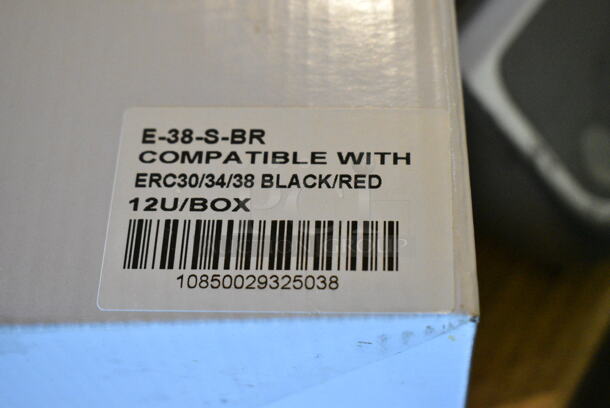 E-38-S-BR
COMPATIBLE WITH
ERC30/34/38 BLACK/RED
12U/BOX
10850029325038